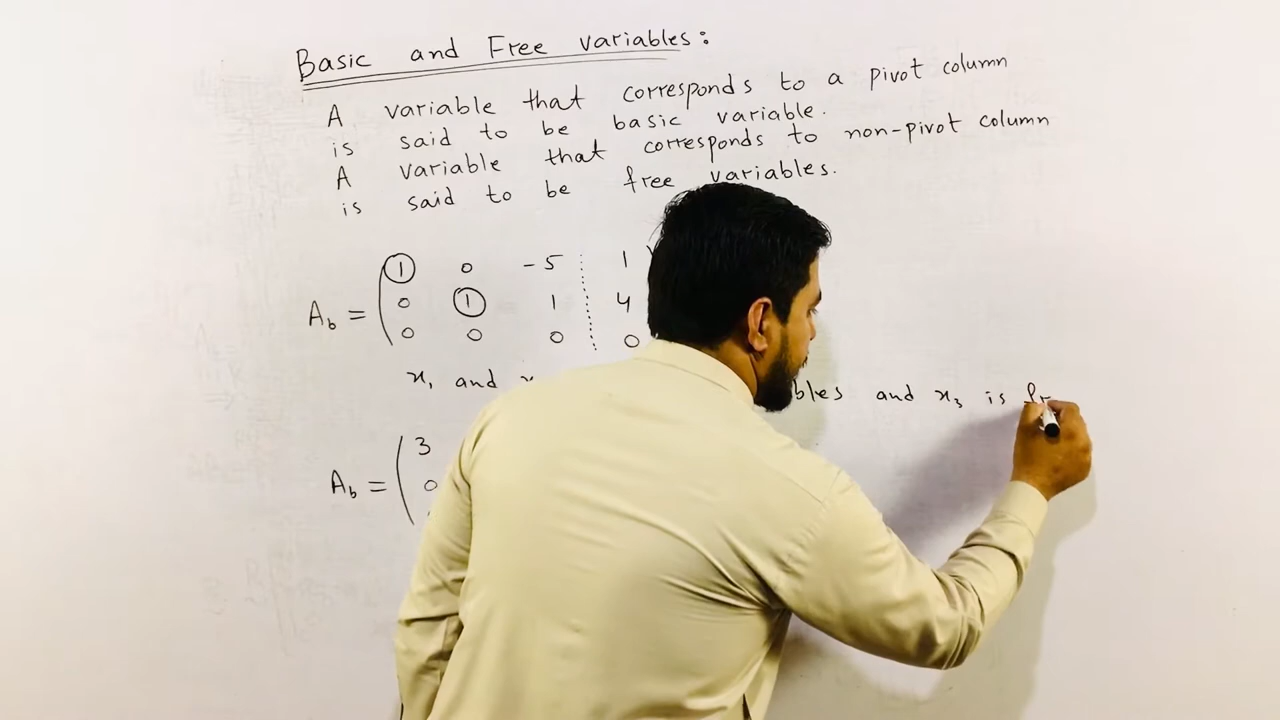 Basic and Free variables:
A variable that corresponds to a pivot column
is said to be basic variable.
A variable that corresponds to non-pivot column
is said to be free variables.
1 0 -5 1
A_b = 0 1 1 4
0 0 0 0
x₁ and and x₃ is
3
A_b = 0